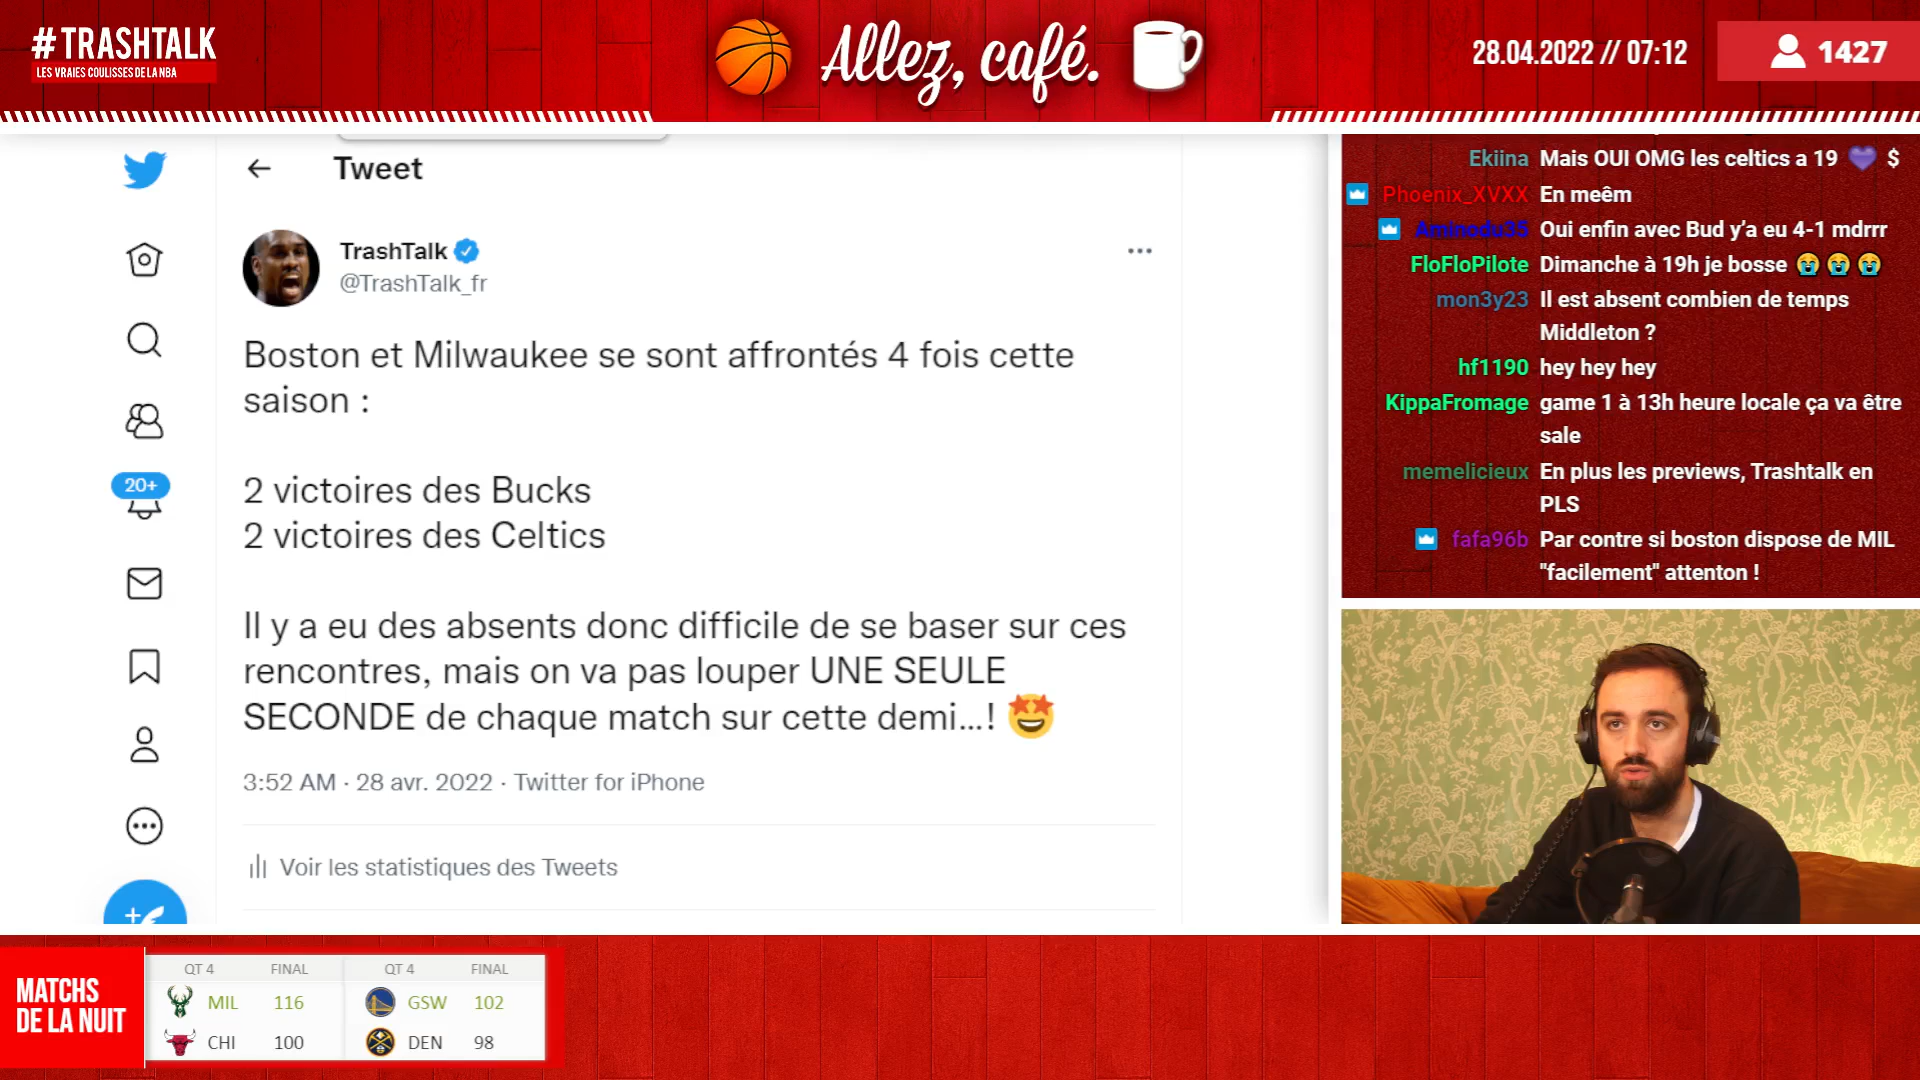 #TRASHTALK
LES VRAIES COULISSES DE LA NBA
Allez, café.
28.04.2022 // 07:12
1427
Tweet
TrashTalk
@TrashTalk_fr
Boston et Milwaukee se sont affrontés 4 fois cette
saison :
2 victoires des Bucks
2 victoires des Celtics
Il y a eu des absents donc difficile de se baser sur ces
rencontres, mais on va pas louper UNE SEULE
SECONDE de chaque match sur cette demi...! 🤩
3:52 AM · 28 avr. 2022 · Twitter for iPhone
Voir les statistiques des Tweets
20+
Ekiina Mais OUI OMG les celtics a 19 💜 $
Phoenix_XVXX En meêm
Aminodu35 Oui enfin avec Bud y'a eu 4-1 mdrrr
FloFloPilote Dimanche à 19h je bosse 😭 😭 😭
mon3y23 Il est absent combien de temps
Middleton ?
hf1190 hey hey hey
KippaFromage game 1 à 13h heure locale ça va être
sale
memelicieux En plus les previews, Trashtalk en
PLS
fafa96b Par contre si boston dispose de MIL
"facilement" attenton !
MATCHS
DE LA NUIT
QT 4 FINAL
MIL 116
CHI 100
QT 4 FINAL
GSW 102
DEN 98